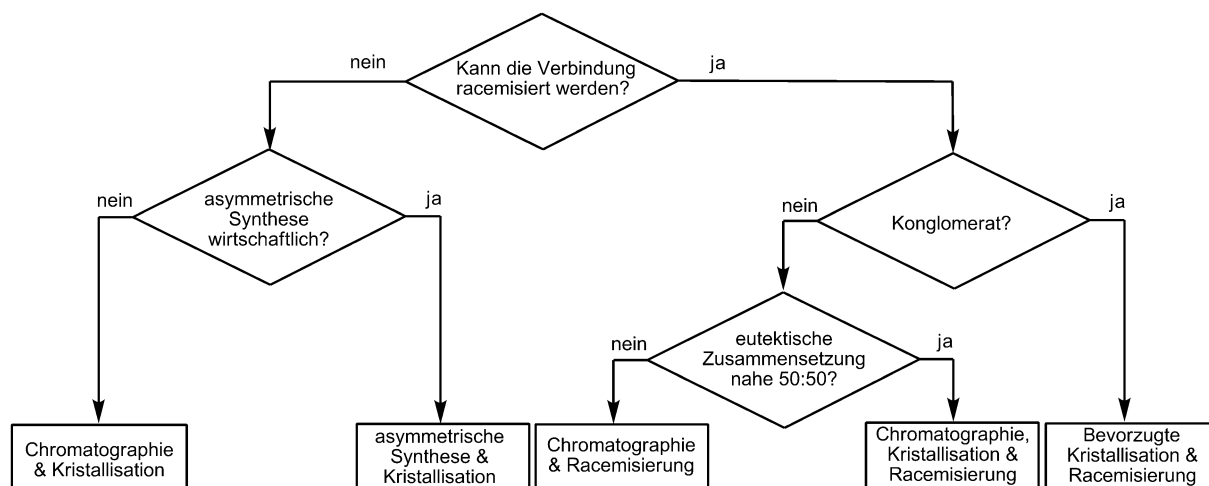 nein
Kann die Verbindung
racemisiert werden?
ja
nein
asymmetrische
Synthese
wirtschaftlich?
ja
nein
Konglomerat?
ja
nein
eutektische
Zusammensetzung
nahe 50:50?
ja
Chromatographie
& Kristallisation
asymmetrische
Synthese &
Kristallisation
Chromatographie
& Racemisierung
Chromatographie,
Kristallisation &
Racemisierung
Bevorzugte
Kristallisation &
Racemisierung